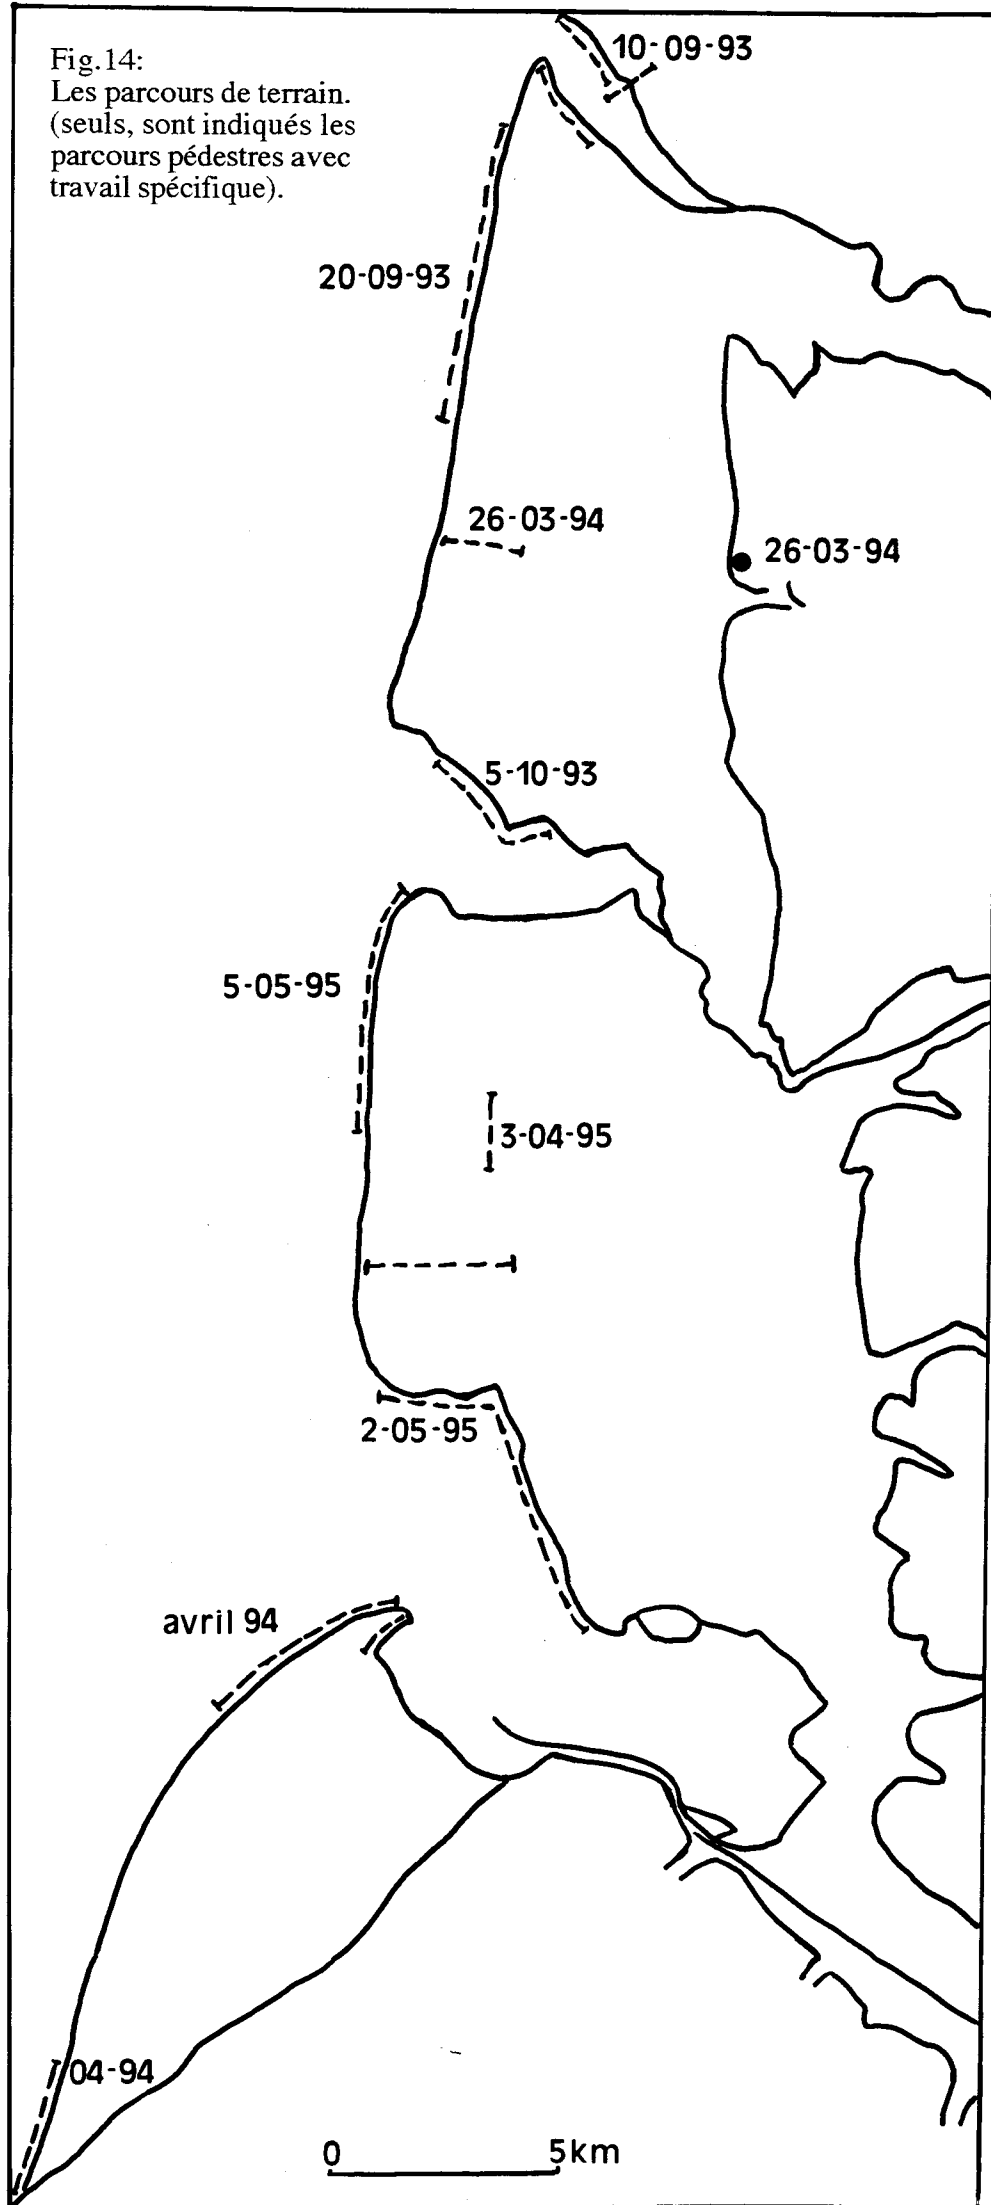 Fig.14:
Les parcours de terrain.
(seuls, sont indiqués les
parcours pédestres avec
travail spécifique).
10-09-93
20-09-93
26-03-94
26-03-94
5-10-93
5-05-95
3-04-95
2-05-95
avril 94
04-94
0 5km